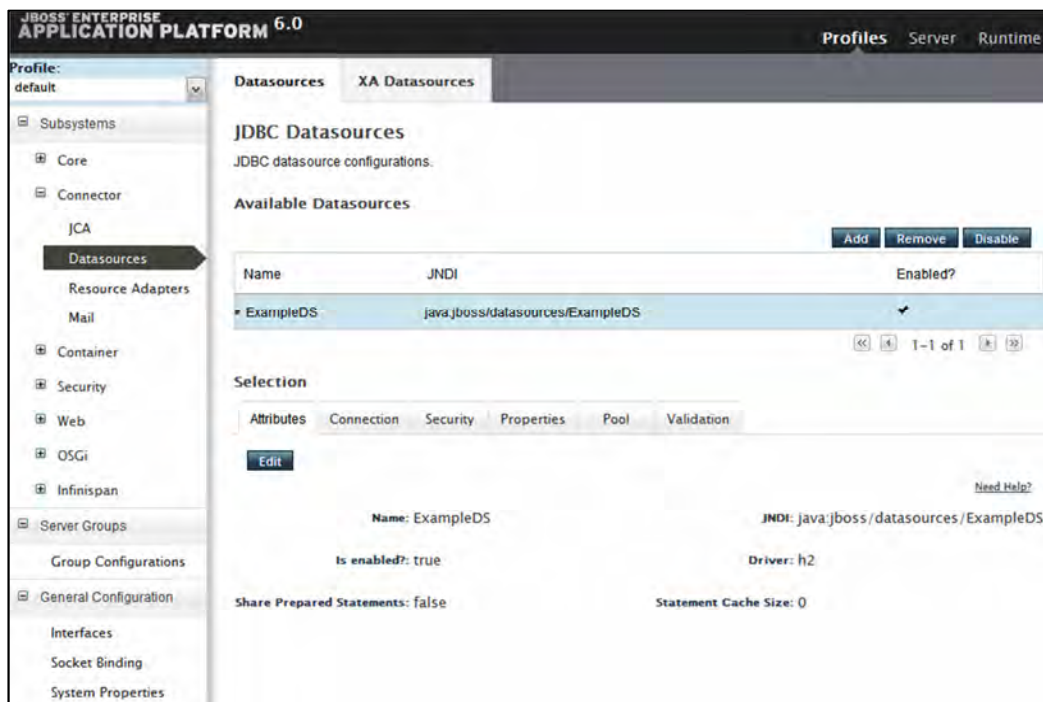 JBOSS' ENTERPRISE
APPLICATION PLATFORM 6.0
Profiles Server Runtime
Profile:
default
Subsystems
Core
Connector
JCA
Datasources
Resource Adapters
Mail
Container
Security
Web
OSGi
Infinispan
Server Groups
Group Configurations
General Configuration
Interfaces
Socket Binding
System Properties
Datasources XA Datasources
JDBC Datasources
JDBC datasource configurations.
Available Datasources
Add Remove Disable
Name JNDI Enabled?
ExampleDS java:jboss/datasources/ExampleDS
1-1 of 1
Selection
Attributes Connection Security Properties Pool Validation
Edit
Need Help?
Name: ExampleDS JNDI: java:jboss/datasources/ExampleDS
Is enabled?: true Driver: h2
Share Prepared Statements: false Statement Cache Size: 0